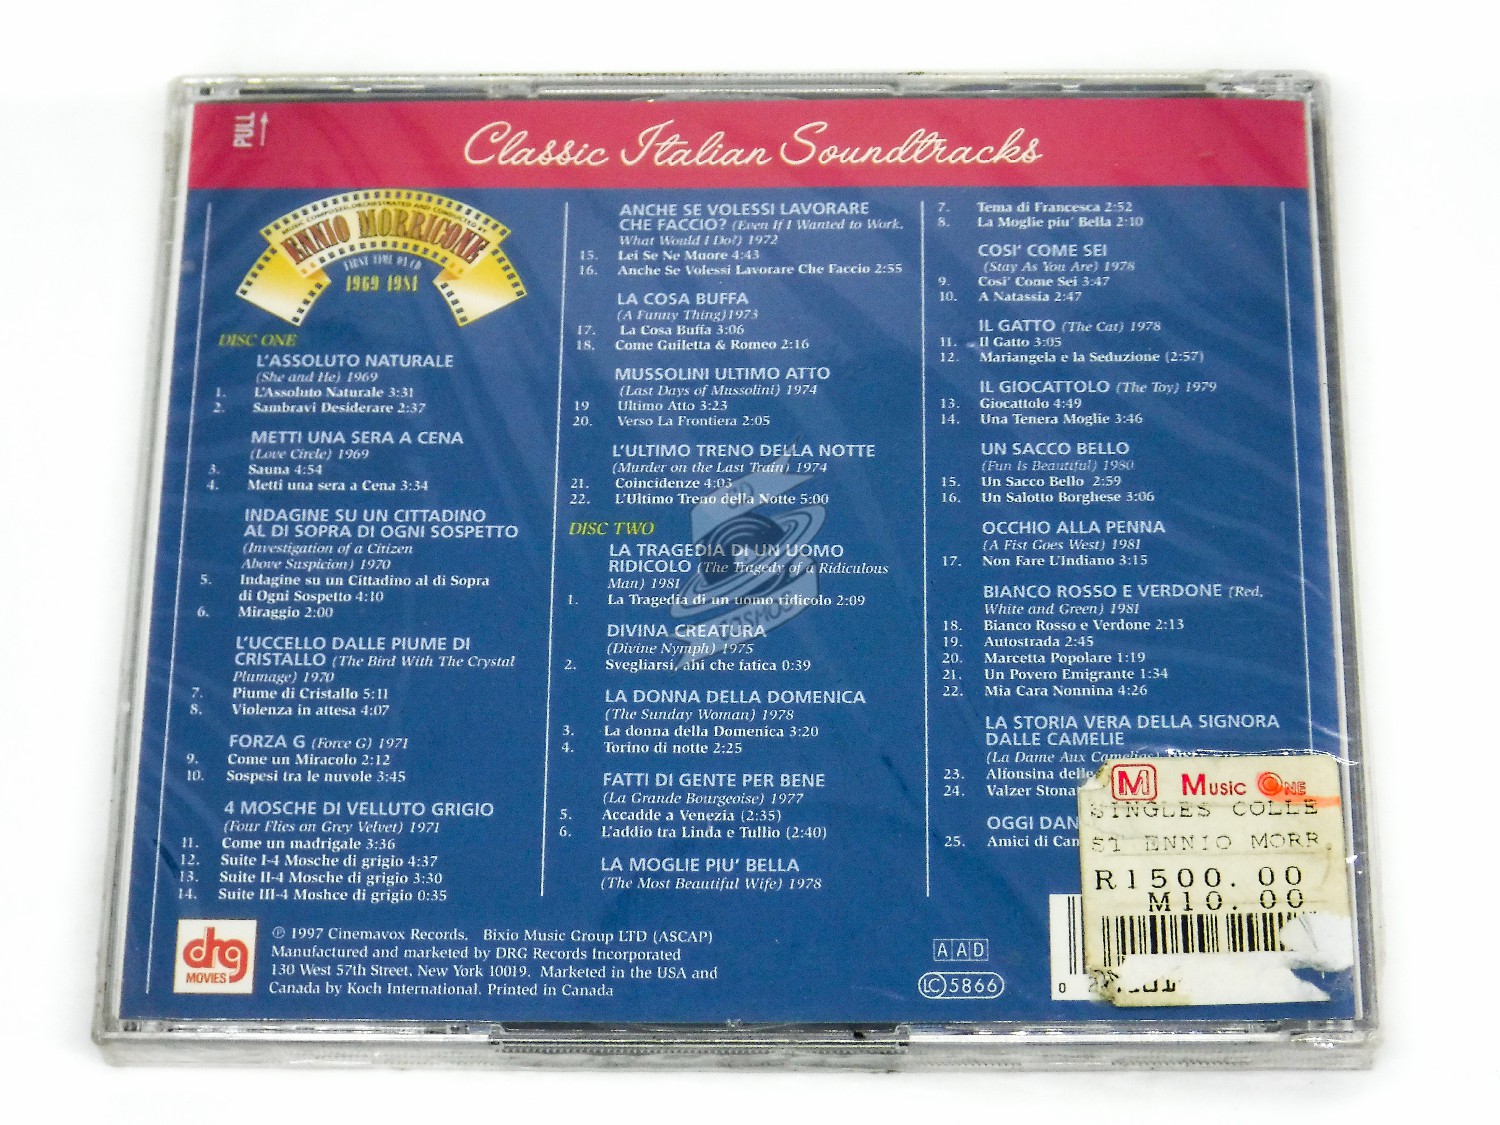 PULL
Classic Italian Soundtracks
MUSIC COMPOSED, ORCHESTRATED AND CONDUCTED BY
ENNIO MORRICONE
FIRST TIME ON CD
1969 1981
DISC ONE
L'ASSOLUTO NATURALE
(She and He) 1969
1. L'Assoluto Naturale 3:31
2. Sambravi Desiderare 2:37
METTI UNA SERA A CENA
(Love Circle) 1969
3. Sauna 4:54
4. Metti una sera a Cena 3:34
INDAGINE SU UN CITTADINO
AL DI SOPRA DI OGNI SOSPETTO
(Investigation of a Citizen
Above Suspicion) 1970
5. Indagine su un Cittadino al di Sopra
di Ogni Sospetto 4:10
6. Miraggio 2:00
L'UCCELLO DALLE PIUME DI
CRISTALLO (The Bird With The Crystal
Plumage) 1970
7. Piume di Cristallo 5:11
8. Violenza in attesa 4:07
FORZA G (Force G) 1971
9. Come un Miracolo 2:12
10. Sospesi tra le nuvole 3:45
4 MOSCHE DI VELLUTO GRIGIO
(Four Flies on Grey Velvet) 1971
11. Come un madrigale 3:36
12. Suite I-4 Mosche di grigio 4:37
13. Suite II-4 Mosche di grigio 3:30
14. Suite III-4 Moshce di grigio 0:35
ANCHE SE VOLESSI LAVORARE
CHE FACCIO? (Even If I Wanted to Work,
What Would I Do?) 1972
15. Lei Se Ne Muore 4:43
16. Anche Se Volessi Lavorare Che Faccio 2:55
LA COSA BUFFA
(A Funny Thing)1973
17. La Cosa Buffa 3:06
18. Come Guiletta & Romeo 2:16
MUSSOLINI ULTIMO ATTO
(Last Days of Mussolini) 1974
19 Ultimo Atto 3:23
20. Verso La Frontiera 2:05
L'ULTIMO TRENO DELLA NOTTE
(Murder on the Last Train) 1974
21. Coincidenze 4:03
22. L'Ultimo Treno della Notte 5:00
DISC TWO
LA TRAGEDIA DI UN UOMO
RIDICOLO (The Tragedy of a Ridiculous
Man) 1981
1. La Tragedia di un uomo ridicolo 2:09
DIVINA CREATURA
(Divine Nymph) 1975
2. Svegliarsi, ahi che fatica 0:39
LA DONNA DELLA DOMENICA
(The Sunday Woman) 1978
3. La donna della Domenica 3:20
4. Torino di notte 2:25
FATTI DI GENTE PER BENE
(La Grande Bourgeoise) 1977
5. Accadde a Venezia (2:35)
6. L'addio tra Linda e Tullio (2:40)
LA MOGLIE PIU' BELLA
(The Most Beautiful Wife) 1978
7. Tema di Francesca 2:52
8. La Moglie piu' Bella 2:10
COSI' COME SEI
(Stay As You Are) 1978
9. Cosi' Come Sei 3:47
10. A Natassia 2:47
IL GATTO (The Cat) 1978
11. Il Gatto 3:05
12. Mariangela e la Seduzione (2:57)
IL GIOCATTOLO (The Toy) 1979
13. Giocattolo 4:49
14. Una Tenera Moglie 3:46
UN SACCO BELLO
(Fun Is Beautiful) 1980
15. Un Sacco Bello 2:59
16. Un Salotto Borghese 3:06
OCCHIO ALLA PENNA
(A Fist Goes West) 1981
17. Non Fare L'indiano 3:15
BIANCO ROSSO E VERDONE (Red,
White and Green) 1981
18. Bianco Rosso e Verdone 2:13
19. Autostrada 2:45
20. Marcetta Popolare 1:19
21. Un Povero Emigrante 1:34
22. Mia Cara Nonnina 4:26
LA STORIA VERA DELLA SIGNORA
DALLE CAMELIE
(La Dame Aux Camelias)
23. Alfonsina delle
24. Valzer Stonar
OGGI DAN
25. Amici di Can
drg
MOVIES
℗ 1997 Cinemavox Records. Bixio Music Group LTD (ASCAP)
Manufactured and marketed by DRG Records Incorporated
130 West 57th Street, New York 10019. Marketed in the USA and
Canada by Koch International. Printed in Canada
AAD
LC 5866
M Music ONE
SINGLES COLLE
ST ENNIO MORR.
R1500.00
M10.00
0
COSMOS